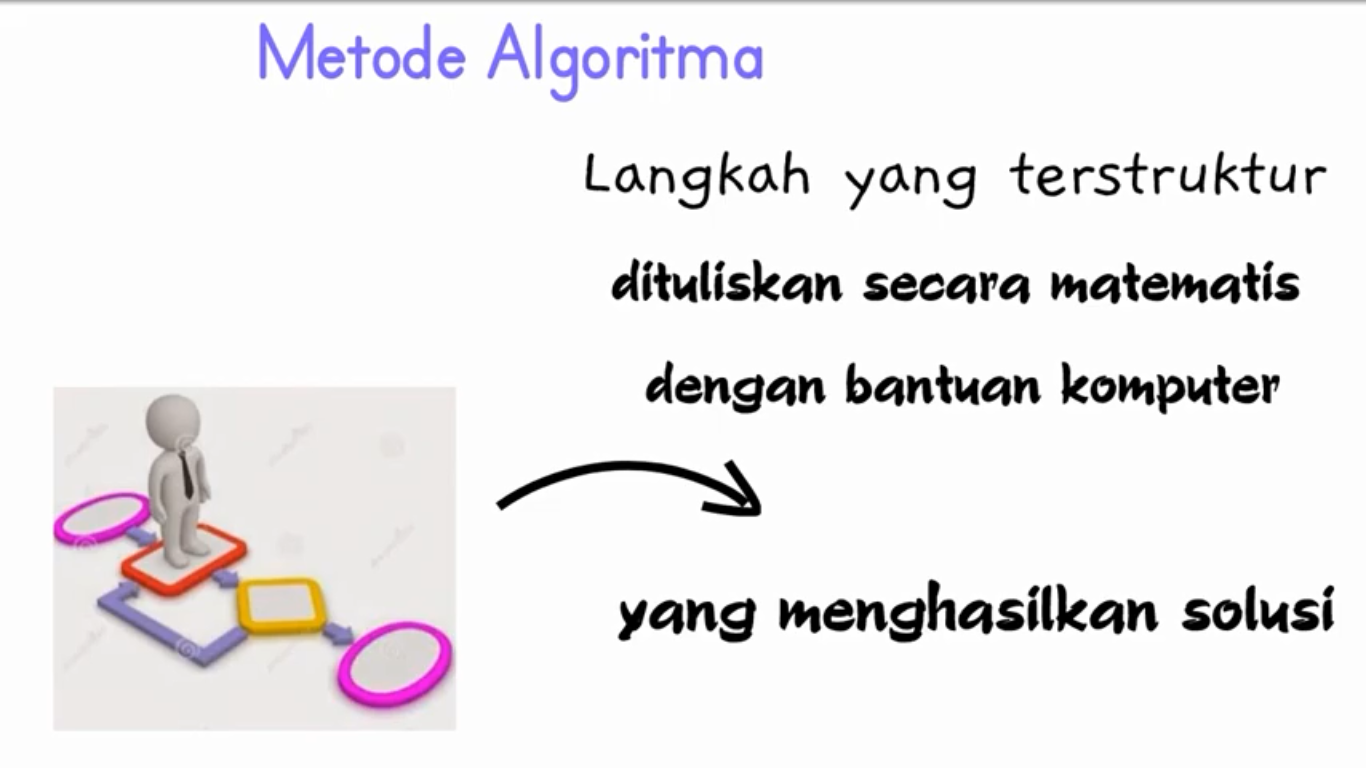 Metode Algoritma
Langkah yang terstruktur
dituliskan secara matematis
dengan bantuan komputer
yang menghasilkan solusi